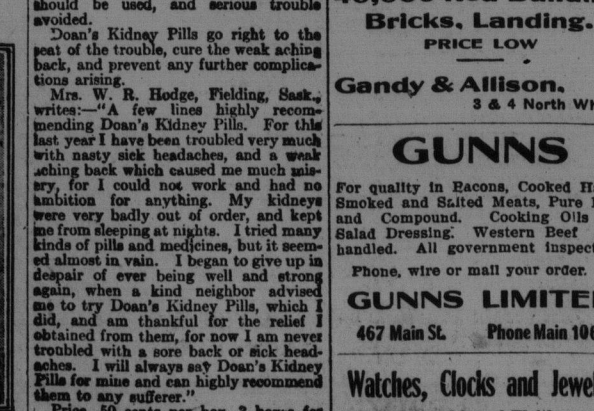 should be used, and serious trouble
avoided.
Doan's Kidney Pills go right to the
seat of the trouble, cure the weak aching
back, and prevent any further complica-
tions arising.
Mrs. W. R. Hodge, Fielding, Sask.,
writes:—"A few lines highly recom-
mending Doan's Kidney Pills. For this
last year I have been troubled very much
with nasty sick headaches, and a weak
aching back which caused me much mis-
ery, for I could not work and had no
ambition for anything. My kidneys
were very badly out of order, and kept
me from sleeping at nights. I tried many
kinds of pills and medicines, but it seem-
ed almost in vain. I began to give up in
despair of ever being well and strong
again, when a kind neighbor advised
me to try Doan's Kidney Pills, which I
did, and am thankful for the relief I
obtained from them, for now I am never
troubled with a sore back or sick head-
aches. I will always say Doan's Kidney
Pills for mine and can highly recommend
them to any sufferer."
Price, 50 cents per box, 3 boxes for
Bricks, Landing.
PRICE LOW
Gandy & Allison,
3 & 4 North
GUNNS
For quality in Bacons, Cooked
Smoked and Salted Meats, Pure
and Compound. Cooking Oils
Salad Dressing. Western Beef
handled. All government
Phone, wire or mail your order.
GUNNS
467 Main St. Phone Main
Watches, Clocks and